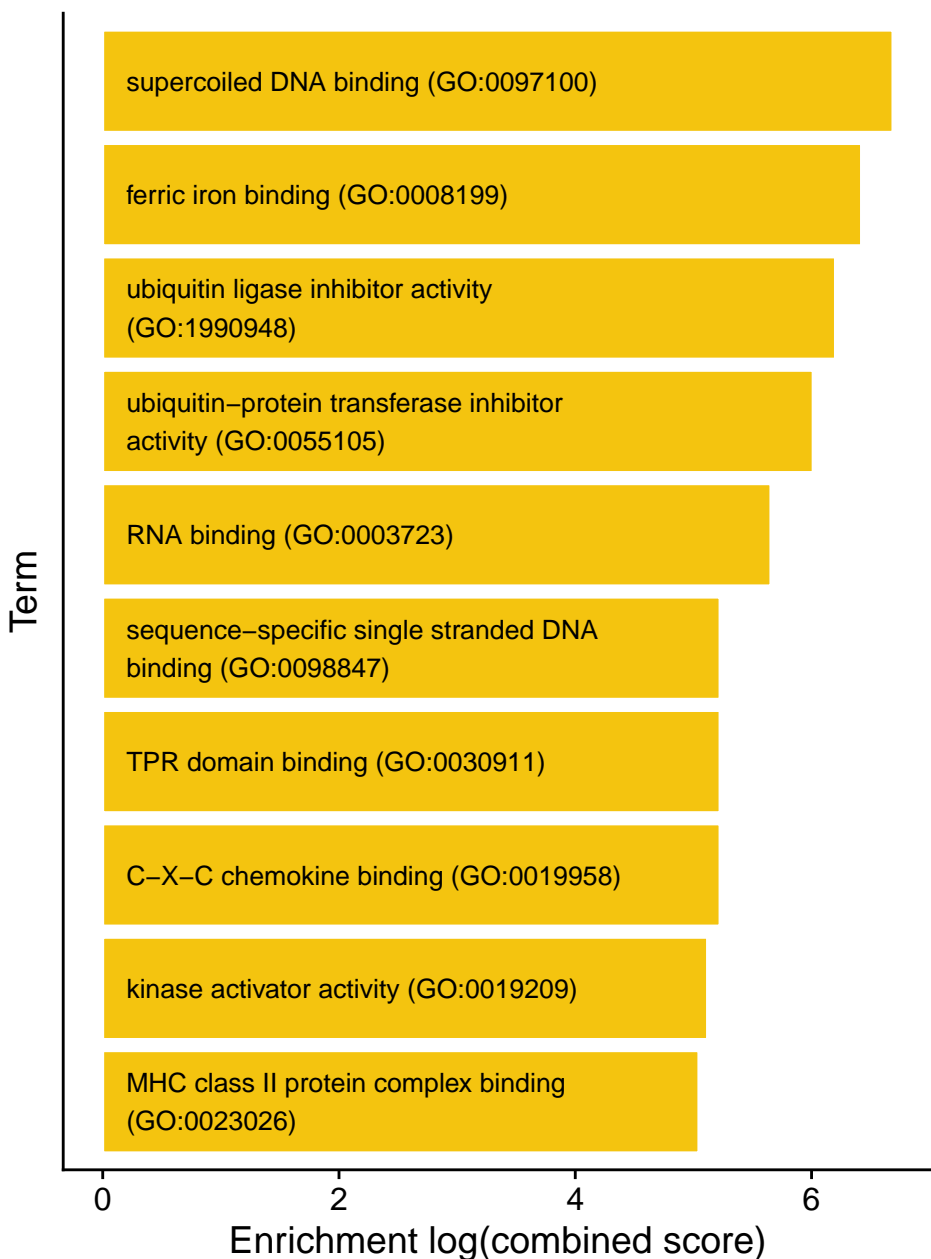 supercoiled DNA binding (GO:0097100)
ferric iron binding (GO:0008199)
ubiquitin ligase inhibitor activity
(GO:1990948)
ubiquitin−protein transferase inhibitor
activity (GO:0055105)
RNA binding (GO:0003723)
sequence−specific single stranded DNA
binding (GO:0098847)
TPR domain binding (GO:0030911)
C−X−C chemokine binding (GO:0019958)
kinase activator activity (GO:0019209)
MHC class II protein complex binding
(GO:0023026)
Term
0 2 4 6
Enrichment log(combined score)